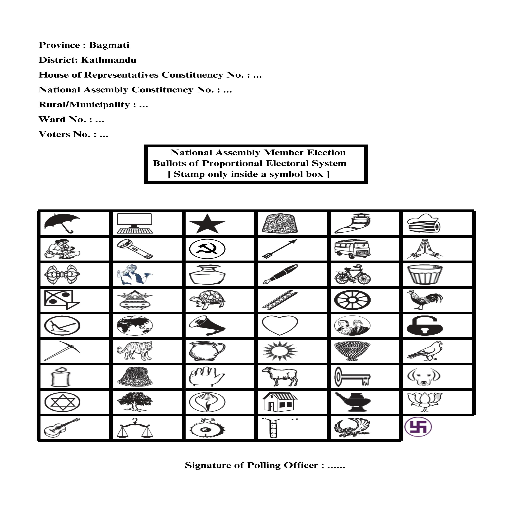 Province : Bagmati
District: Kathmandu
House of Representatives Constituency No. : ...
National Assembly Constituency No. : ...
Rural/Municipality : ...
Ward No. : ...
Voters No. : ...
National Assembly Member Election
Ballots of Proportional Electoral System
[ Stamp only inside a symbol box ]
Signature of Polling Officer : ......